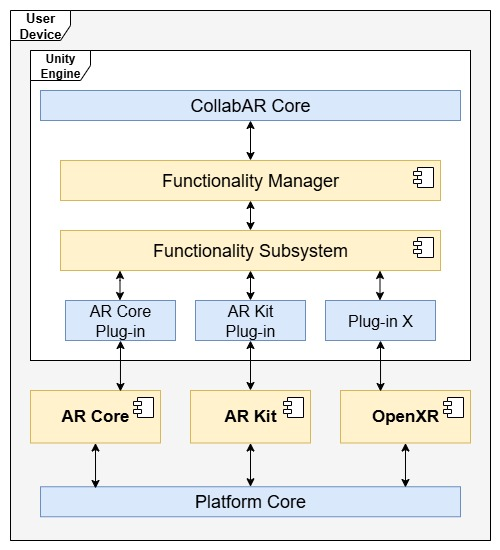 User
Device
Unity
Engine
CollabAR Core
Functionality Manager
Functionality Subsystem
AR Core
Plug-in
AR Kit
Plug-in
Plug-in X
AR Core
AR Kit
OpenXR
Platform Core